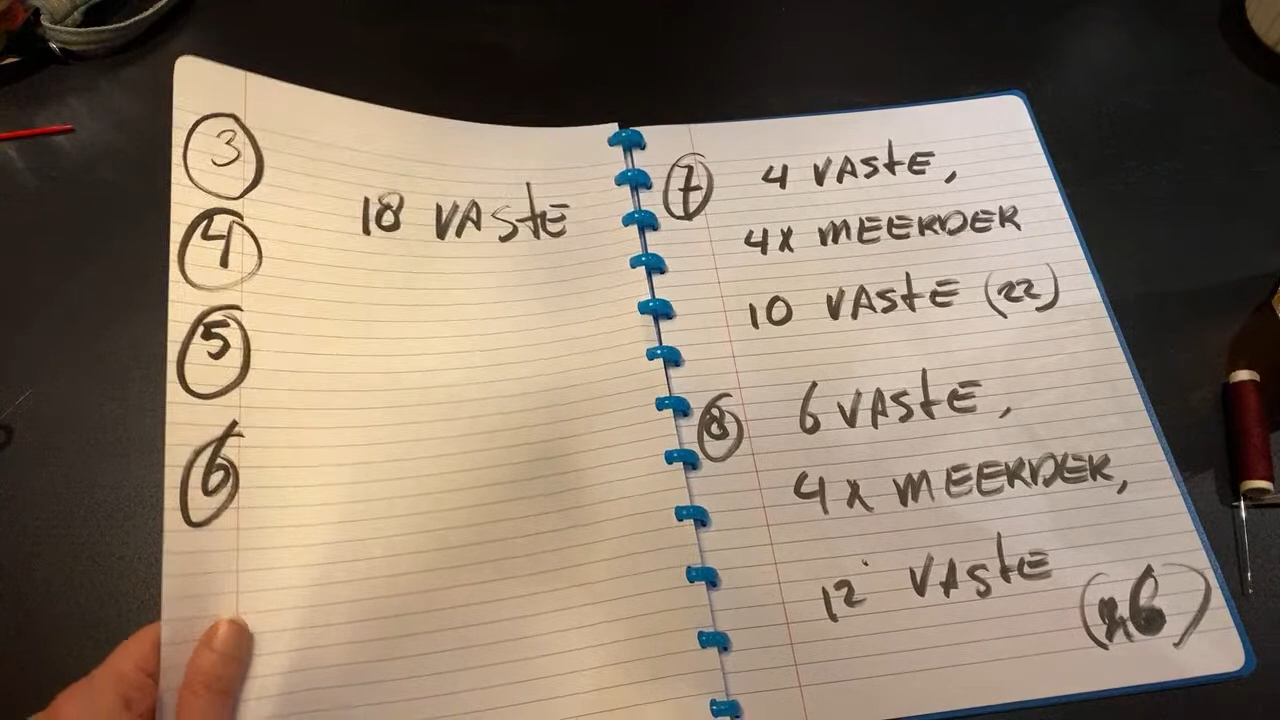 3
4
18 VASTE
5
6
7 4 VASTE,
4X MEERDER
10 VASTE (22)
8 6 VASTE,
4X MEERDER,
12 VASTE
(26)